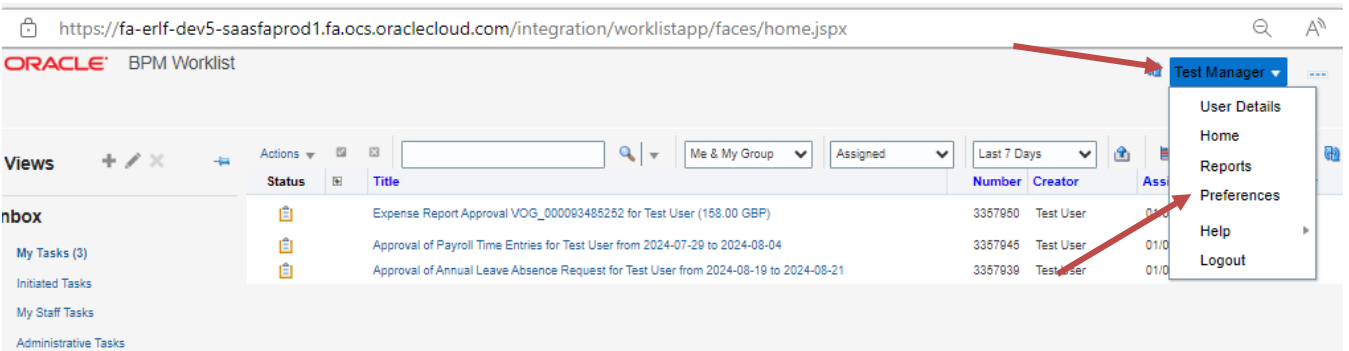 https://fa-erlf-dev5-saasfaprod1.fa.ocs.oraclecloud.com/integration/worklistapp/faces/home.jspx
ORACLE BPM Worklist
Test Manager
User Details
Home
Reports
Preferences
Help
Logout
Views
Actions Me & My Group Assigned Last 7 Days
Status Title Number Creator Assi
nbox
Expense Report Approval VOG_000093485252 for Test User (158.00 GBP) 3357950 Test User
My Tasks (3)
Approval of Payroll Time Entries for Test User from 2024-07-29 to 2024-08-04 3357945 Test User 01/0
Approval of Annual Leave Absence Request for Test User from 2024-08-19 to 2024-08-21 3357939 Test User 01/0
Initiated Tasks
My Staff Tasks
Administrative Tasks